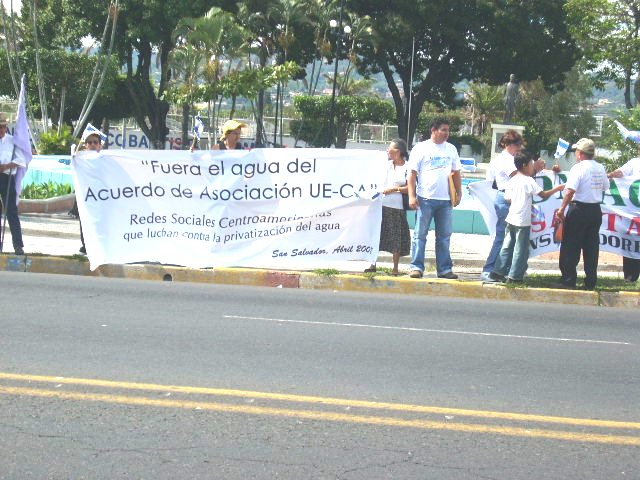 "Fuera el agua del
Acuerdo de Asociación UE-CA"
Redes Sociales Centroamericanas
que luchan contra la privatización del agua
San Salvador, Abril 2007